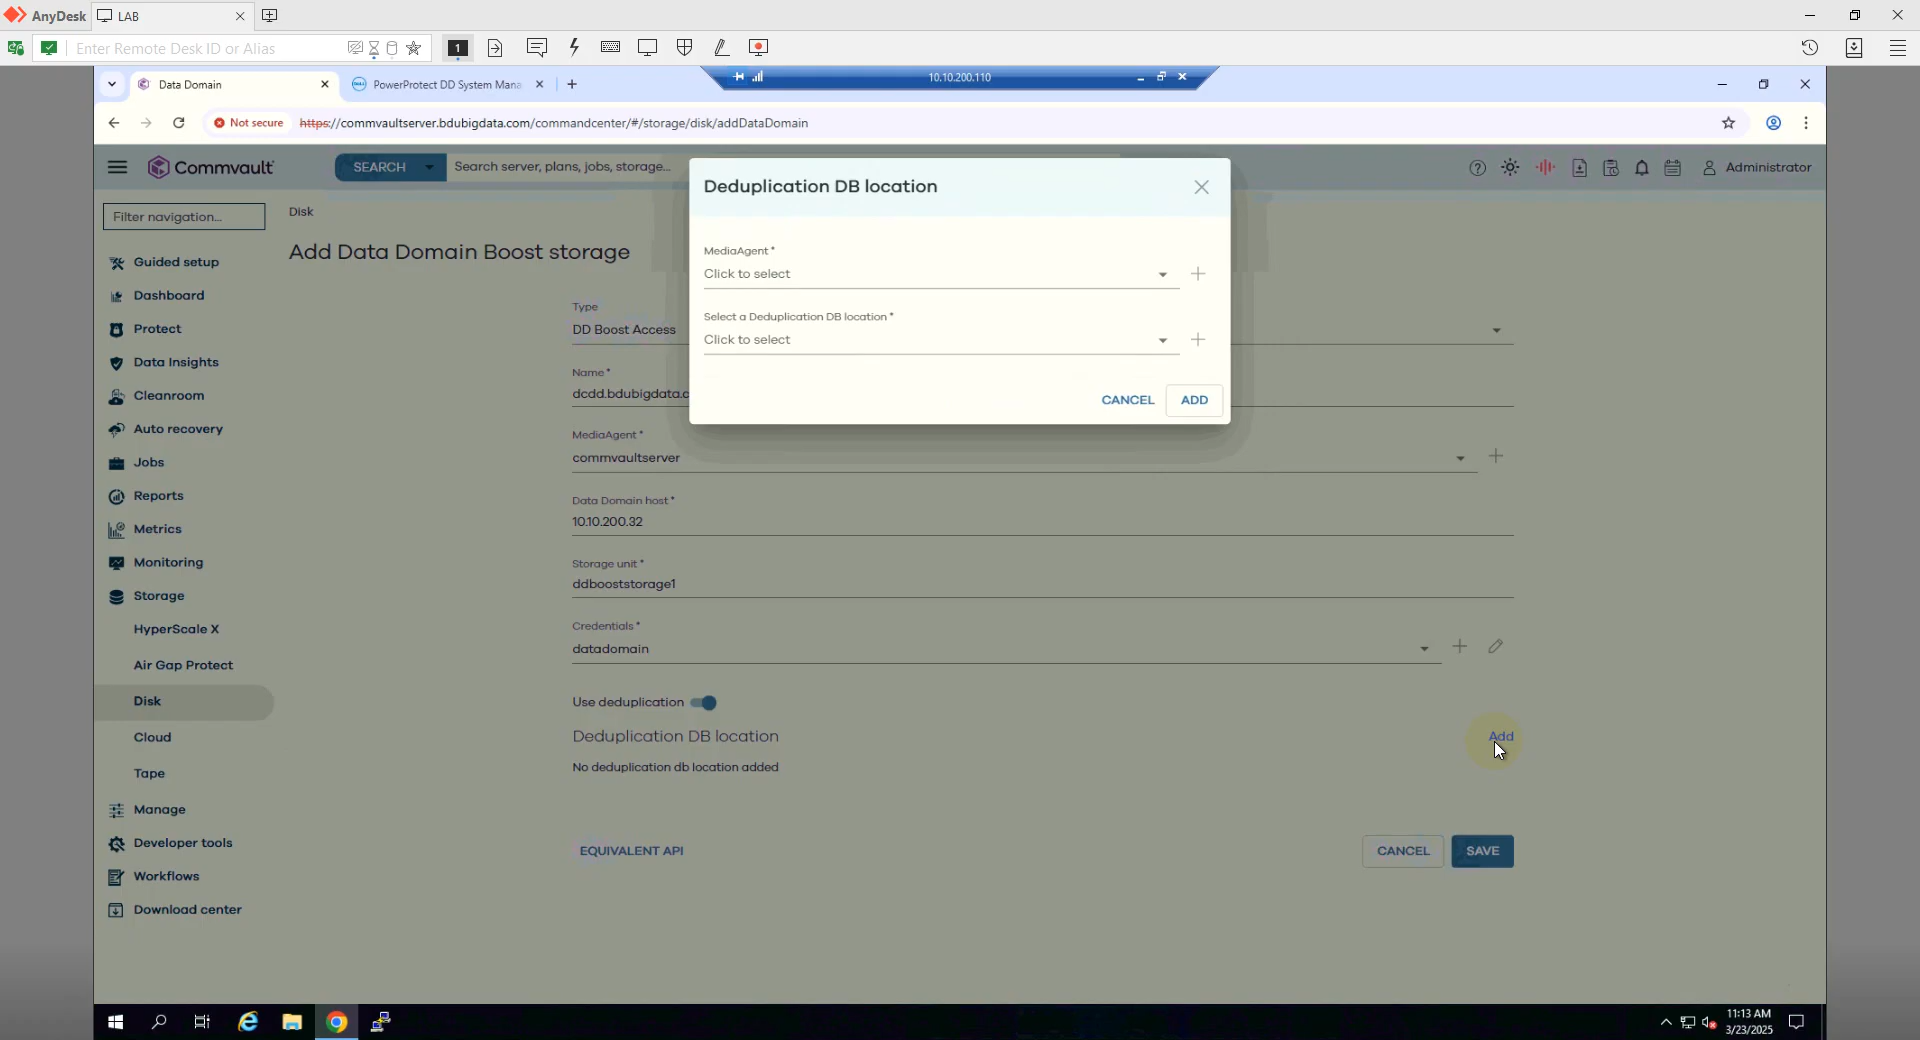 AnyDesk
LAB
Enter Remote Desk ID or Alias
1
Data Domain
PowerProtect DD System Mana
10.10.200.110
Not secure
https://commvaultserver.bdubigdata.com/commandcenter/#/storage/disk/addDataDomain
Commvault
SEARCH
Search server, plans, jobs, storage...
Administrator
Filter navigation...
Guided setup
Dashboard
Protect
Data Insights
Cleanroom
Auto recovery
Jobs
Reports
Metrics
Monitoring
Storage
HyperScale X
Air Gap Protect
Disk
Cloud
Tape
Manage
Developer tools
Workflows
Download center
Disk
Add Data Domain Boost storage
Type
DD Boost Access
Name *
dcdd.bdubigdata.c
MediaAgent *
commvaultserver
Data Domain host *
10.10.200.32
Storage unit *
ddbooststorage1
Credentials *
datadomain
Use deduplication
Deduplication DB location
Add
No deduplication db location added
EQUIVALENT API
CANCEL
SAVE
Deduplication DB location
MediaAgent *
Click to select
Select a Deduplication DB location *
Click to select
CANCEL
ADD
11:13 AM
3/23/2025